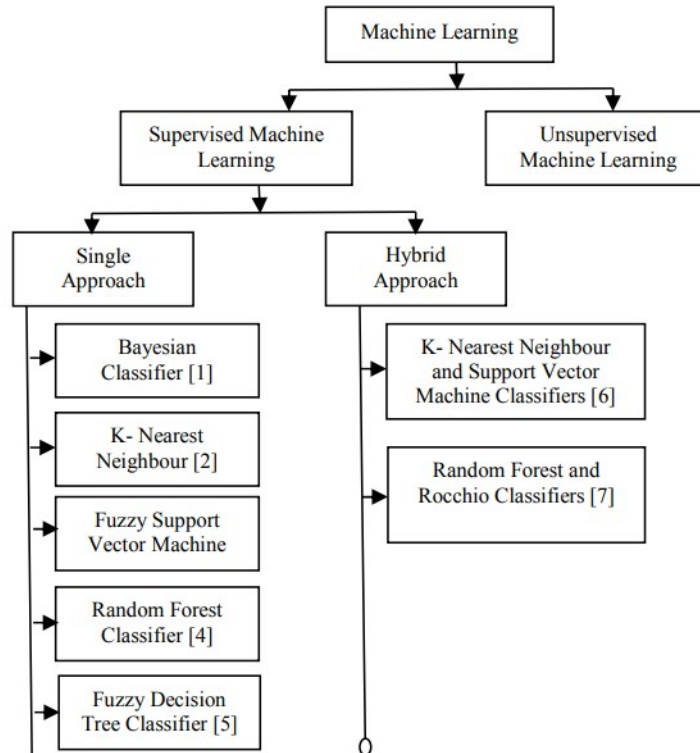 Machine Learning
Supervised Machine
Learning
Unsupervised
Machine Learning
Single
Approach
Hybrid
Approach
Bayesian
Classifier [1]
K- Nearest
Neighbour [2]
Fuzzy Support
Vector Machine
Random Forest
Classifier [4]
Fuzzy Decision
Tree Classifier [5]
K- Nearest Neighbour
and Support Vector
Machine Classifiers [6]
Random Forest and
Rocchio Classifiers [7]